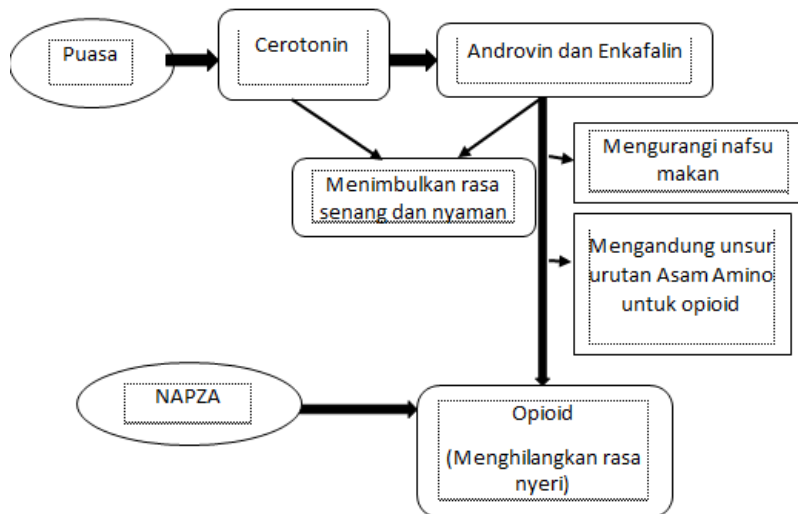 Puasa
Cerotonin
Androvin dan Enkafalin
Menimbulkan rasa
senang dan nyaman
Mengurangi nafsu
makan
Mengandung unsur
urutan Asam Amino
untuk opioid
NAPZA
Opioid
(Menghilangkan rasa
nyeri)